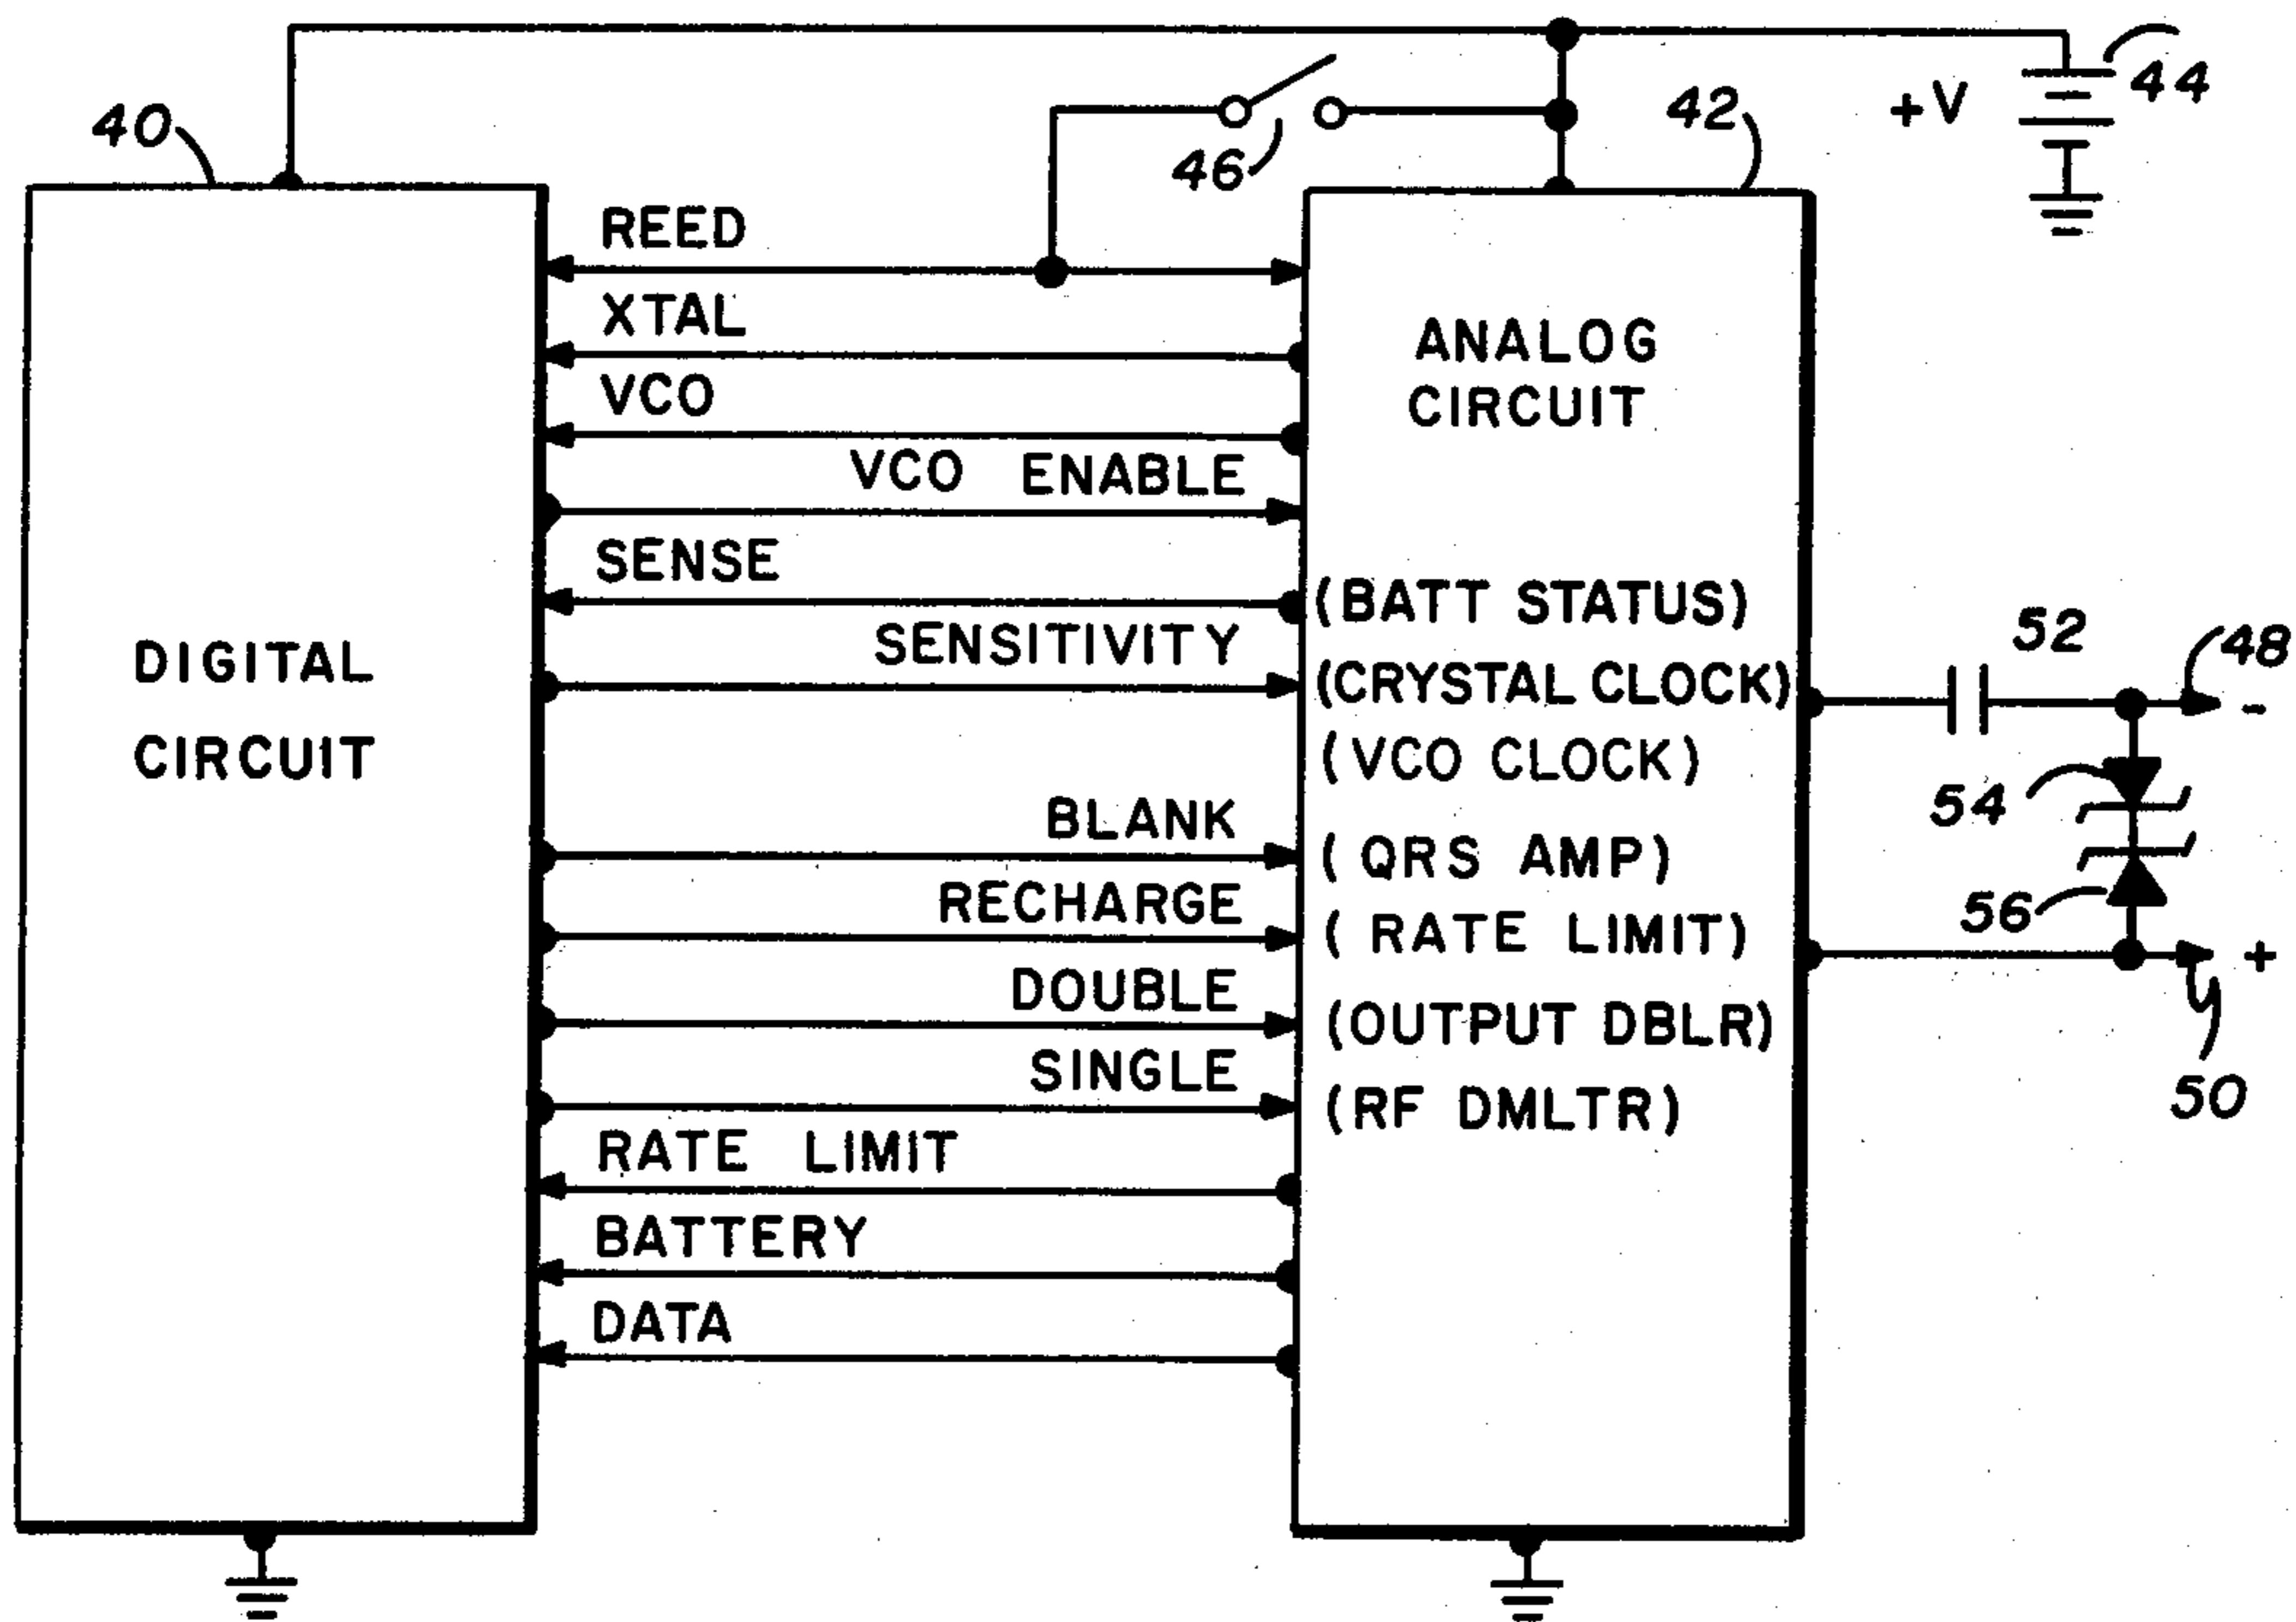 44
+V
40
42
46
REED
XTAL
ANALOG
CIRCUIT
VCO
VCO ENABLE
SENSE
(BATT STATUS)
52
48
SENSITIVITY
DIGITAL
CIRCUIT
(CRYSTAL CLOCK)
-
(VCO CLOCK)
54
BLANK
(QRS AMP)
56
RECHARGE
(RATE LIMIT)
+
DOUBLE
(OUTPUT DBLR)
SINGLE
(RF DMLTR)
50
RATE LIMIT
BATTERY
DATA